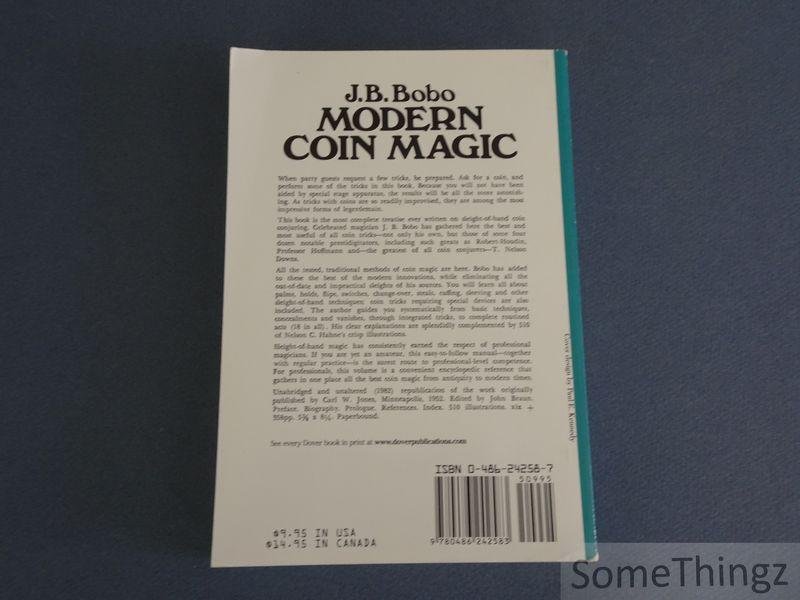 J.B. Bobo
MODERN
COIN MAGIC
When party guests request a few tricks, be prepared. Ask for a coin, and
perform some of the tricks in this book. Because you will not have been
aided by special stage apparatus, the results will be all the more astonish-
ing. As tricks with coins are so readily improvised, they are among the most
impressive forms of legerdemain.
This book is the most complete treatise ever written on sleight-of-hand coin
conjuring. Celebrated magician J. B. Bobo has gathered here the best and
most useful of all coin tricks—not only his own, but those of some four
dozen notable prestidigitators, including such greats as Robert-Houdin,
Professor Hoffmann and—the greatest of all coin conjurers—T. Nelson
Downs.
All the tested, traditional methods of coin magic are here. Bobo has added
to these the best of the modern innovations, while eliminating all the
out-of-date and impractical sleights of his sources. You will learn all about
palms, holds, flips, switches, change-over, steals, cuffing, sleeving and other
sleight-of-hand techniques; coin tricks requiring special devices are also
included. The author guides you systematically from basic techniques,
concealments and vanishes, through integrated tricks, to complete routined
acts (18 in all). His clear explanations are splendidly complemented by 510
of Nelson C. Hahne's crisp illustrations.
Sleight-of-hand magic has consistently earned the respect of professional
magicians. If you are yet an amateur, this easy-to-follow manual—together
with regular practice—is the surest route to professional-level competence.
For professionals, this volume is a convenient encyclopedic reference that
gathers in one place all the best coin magic from antiquity to modern times.
Unabridged and unaltered (1982) republication of the work originally
published by Carl W. Jones, Minneapolis, 1952. Edited by John Braun.
Preface. Biography. Prologue. References. Index. 510 illustrations. xix +
358pp. 5⅜ x 8½. Paperbound.
See every Dover book in print at www.doverpublications.com
Cover design by Paul E. Kennedy
ISBN 0-486-24258-7
50995
9 780486 242583
$9.95 IN USA
$14.95 IN CANADA
SomeThingz